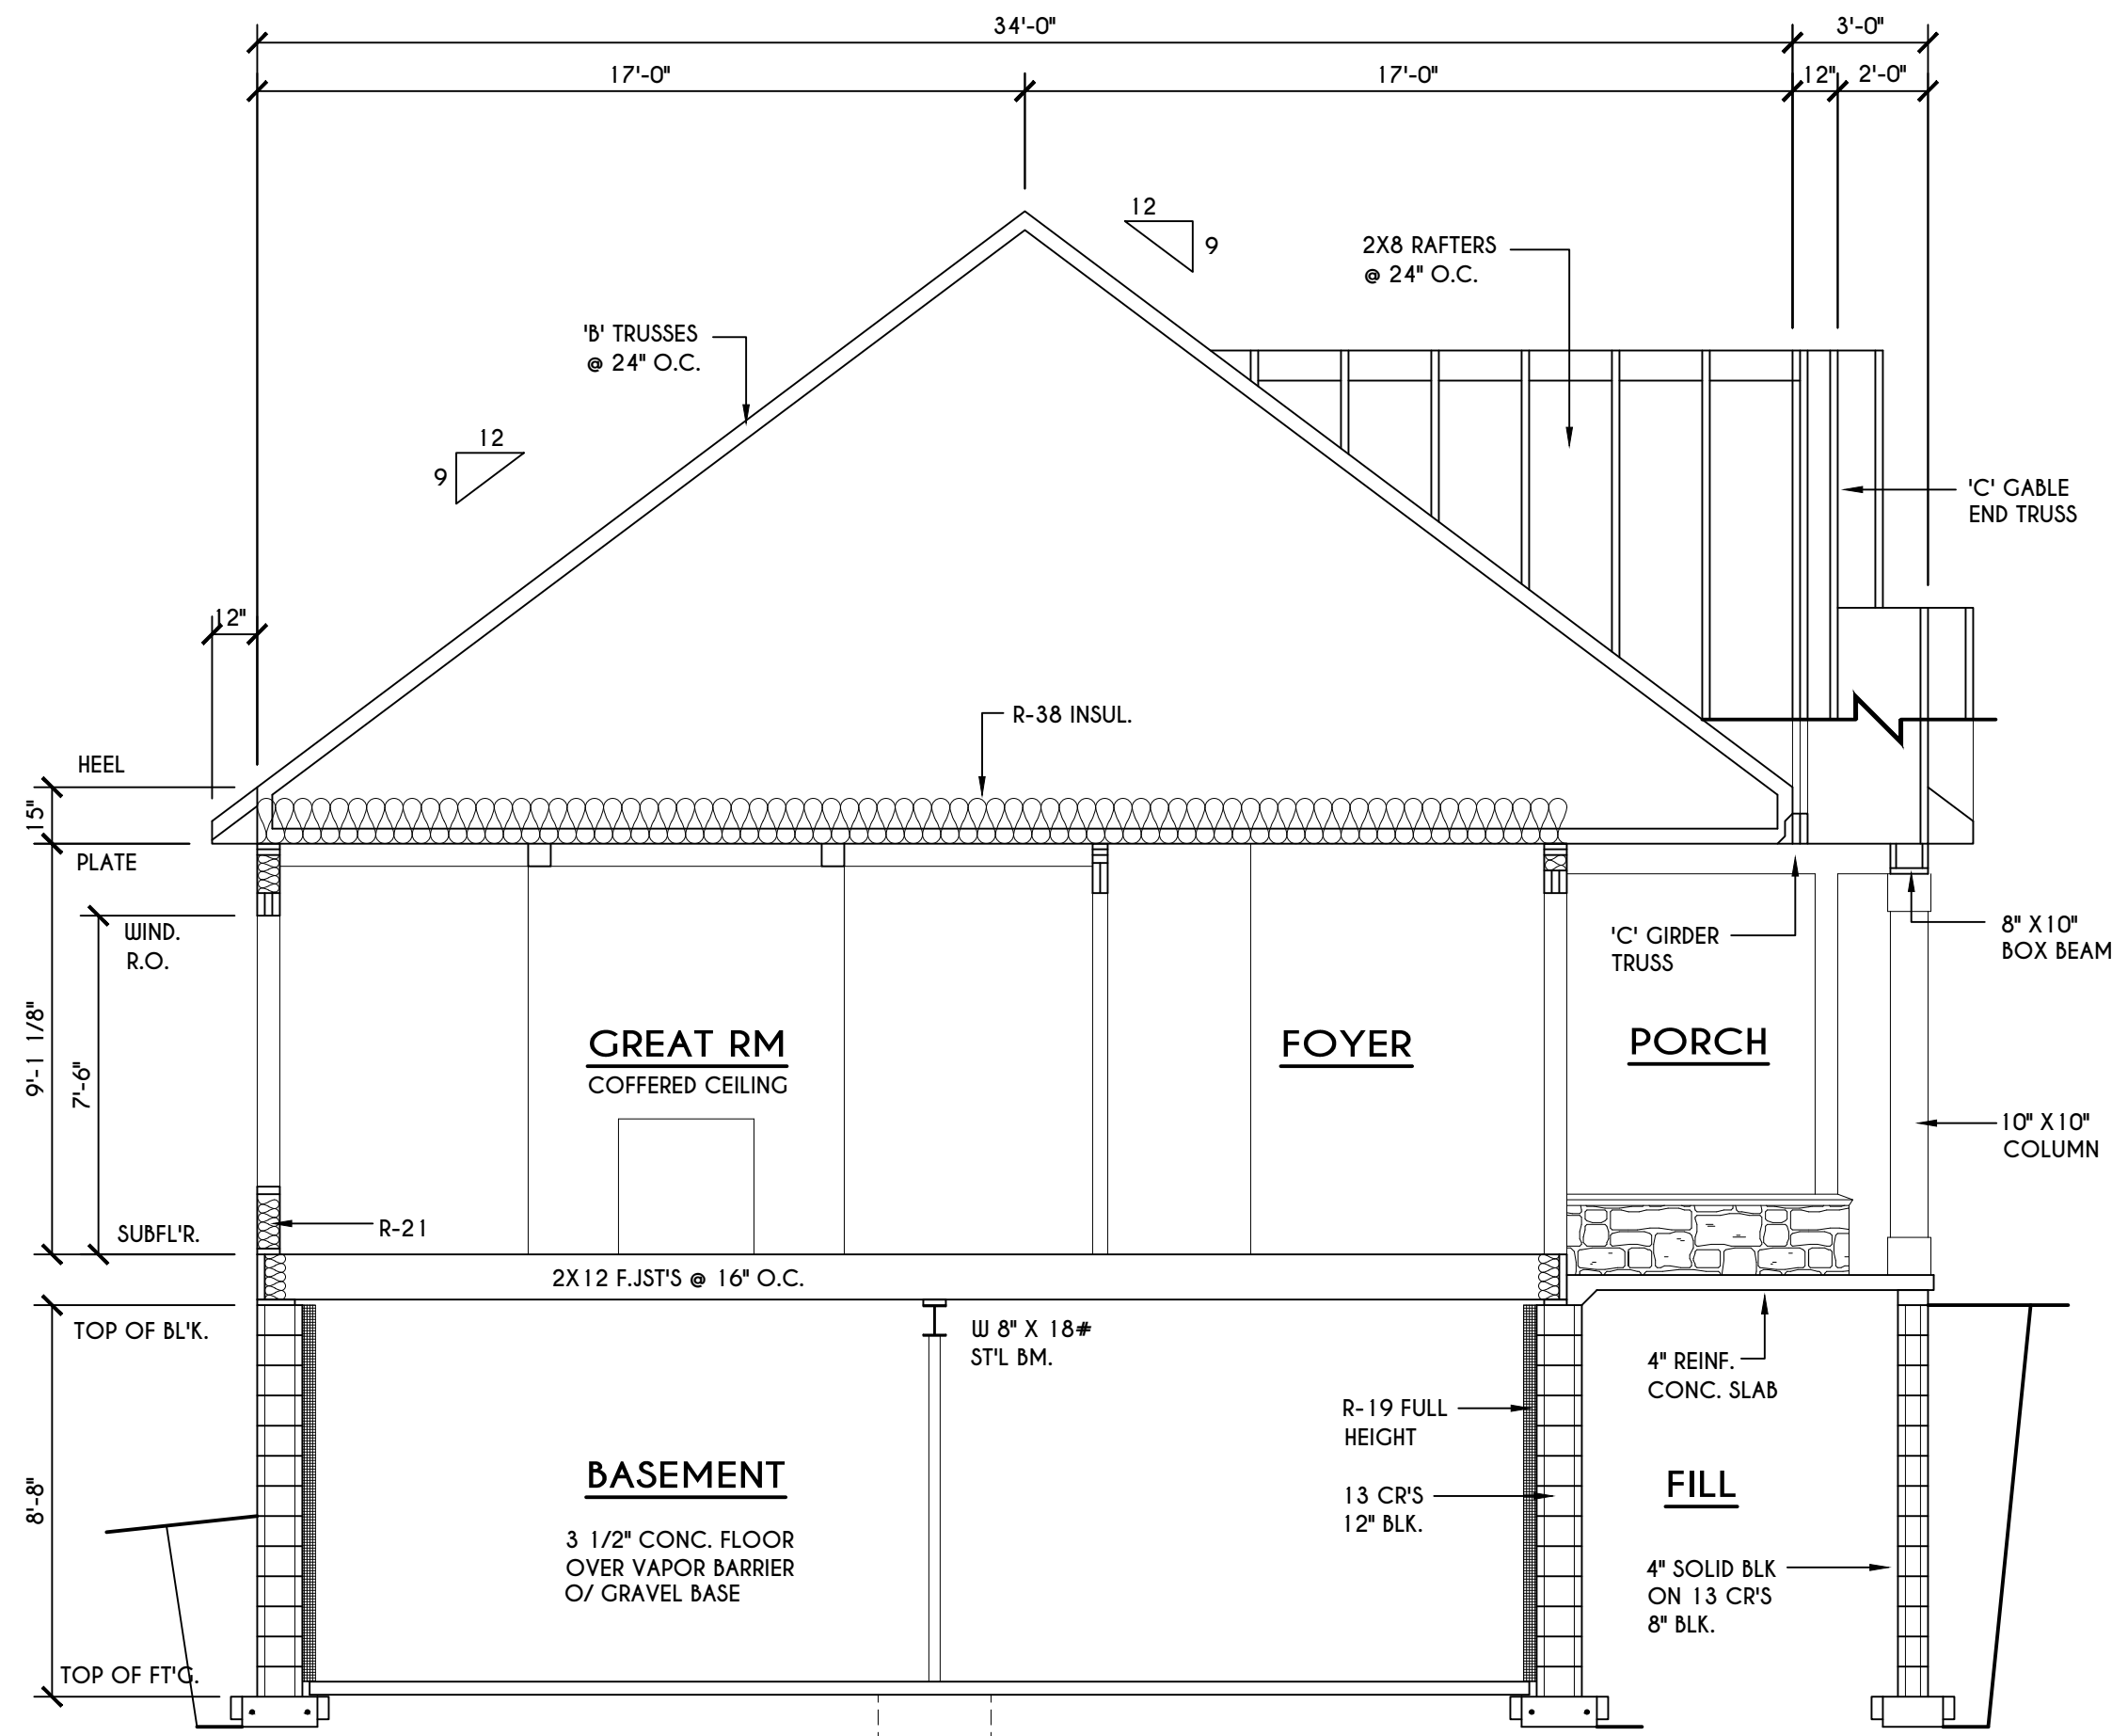 34'-0"
3'-0"
17'-0"
17'-0"
12"
2'-0"
12
9
2X8 RAFTERS
@ 24" O.C.
'B' TRUSSES
@ 24" O.C.
12
9
'C' GABLE
END TRUSS
12"
R-38 INSUL.
HEEL
15"
PLATE
WIND.
R.O.
'C' GIRDER
TRUSS
8" X10"
BOX BEAM
9'-1 1/8"
7'-6"
GREAT RM
COFFERED CEILING
FOYER
PORCH
10" X10"
COLUMN
SUBFL'R.
R-21
2X12 F.JST'S @ 16" O.C.
TOP OF BL'K.
W 8" X 18#
ST'L BM.
4" REINF.
CONC. SLAB
R-19 FULL
HEIGHT
8'-8"
BASEMENT
3 1/2" CONC. FLOOR
OVER VAPOR BARRIER
O/ GRAVEL BASE
13 CR'S
12" BLK.
FILL
4" SOLID BLK
ON 13 CR'S
8" BLK.
TOP OF FT'G.